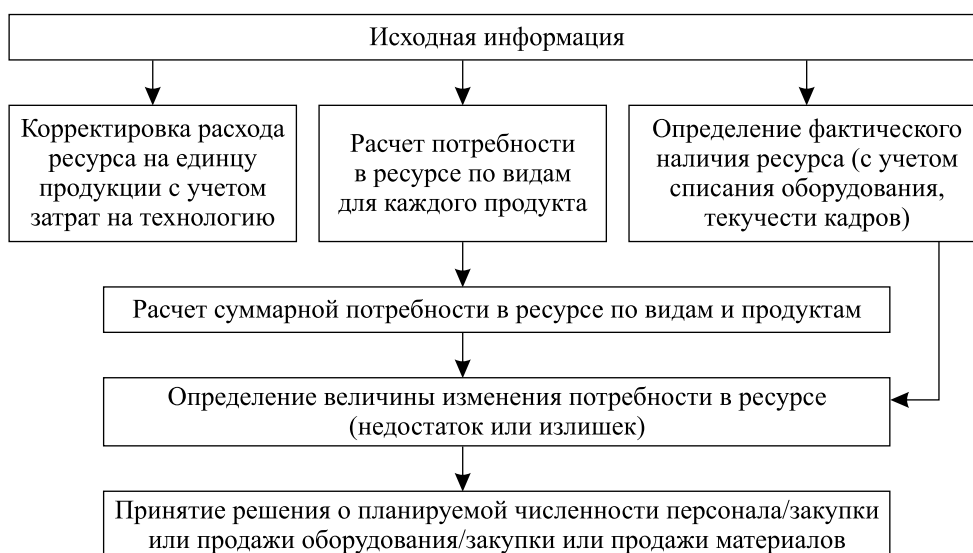 Исходная информация
Корректировка расхода
ресурса на единцу
продукции с учетом
затрат на технологию
Расчет потребности
в ресурсе по видам
для каждого продукта
Определение фактического
наличия ресурса (с учетом
списания оборудования,
текучести кадров)
Расчет суммарной потребности в ресурсе по видам и продуктам
Определение величины изменения потребности в ресурсе
(недостаток или излишек)
Принятие решения о планируемой численности персонала/закупки
или продажи оборудования/закупки или продажи материалов